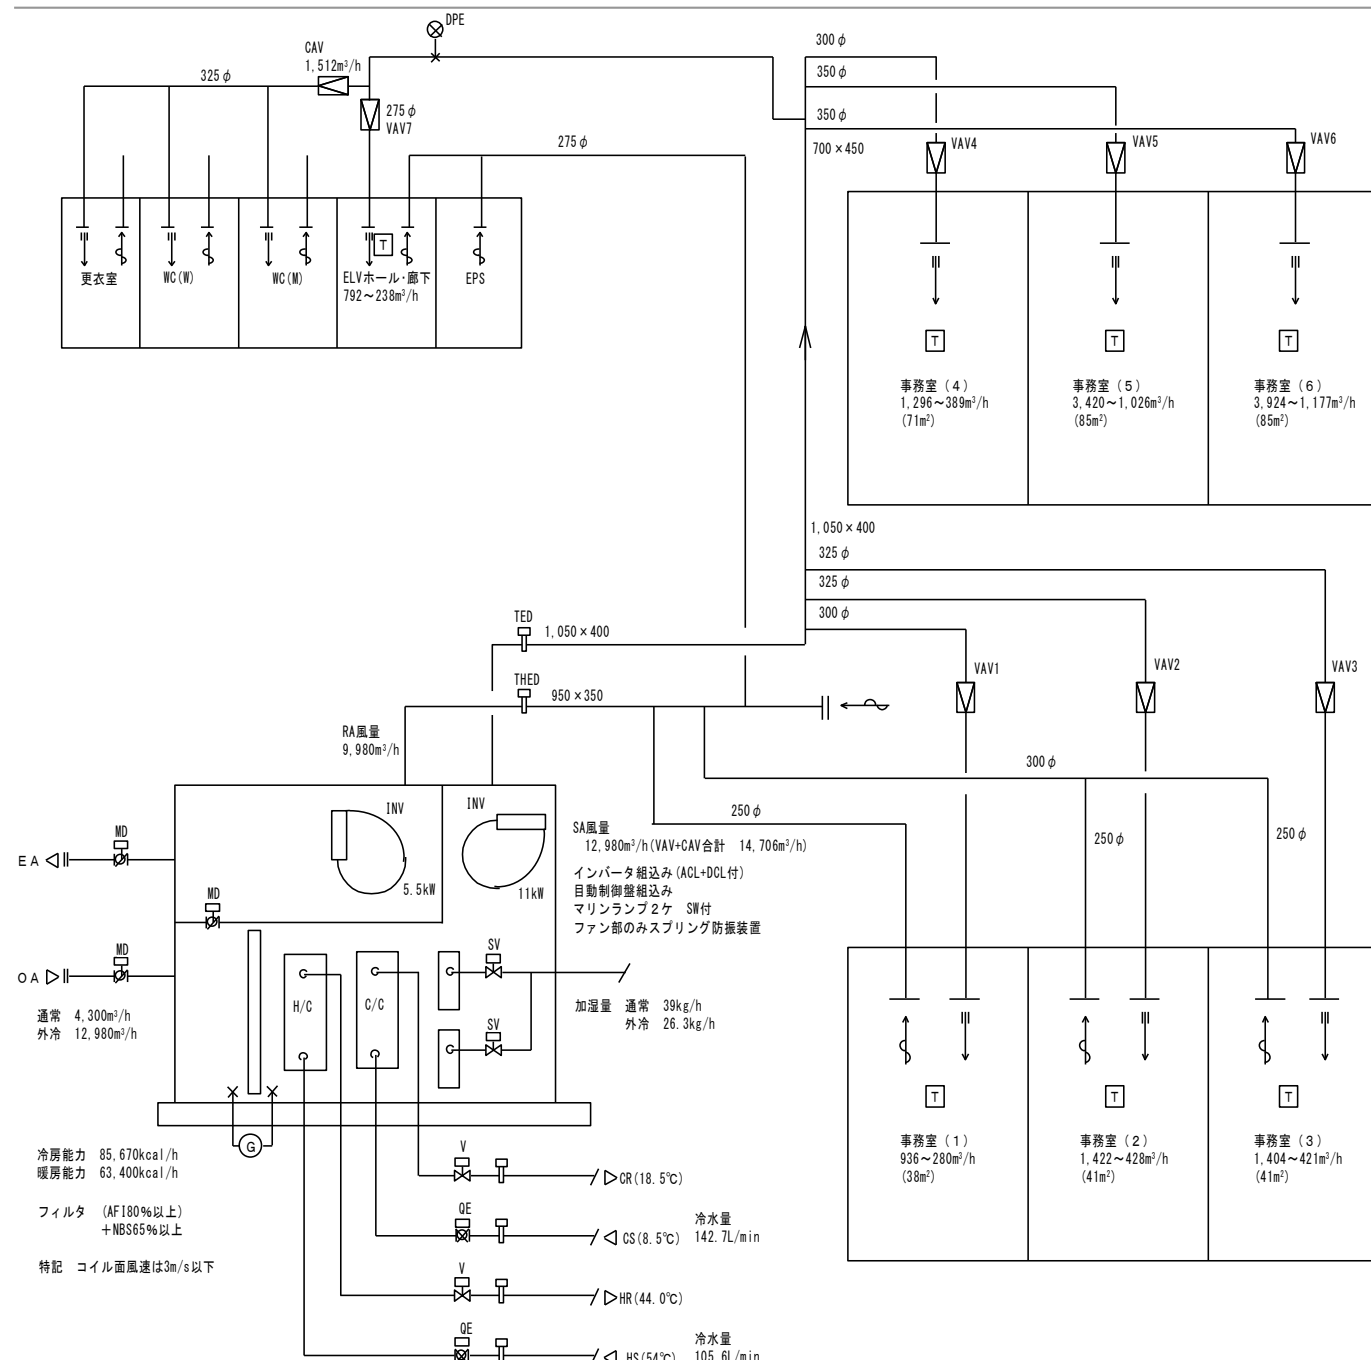 DPE
CAV
1,512m³/h
325φ
275φ
VAV7
275φ
300φ
350φ
350φ
700×450
VAV4
VAV5
VAV6
更衣室
WC(W)
WC(M)
T
ELVホール・廊下
792～238m³/h
EPS
T
T
T
事務室（４）
1,296～389m³/h
(71m²)
事務室（５）
3,420～1,026m³/h
(85m²)
事務室（６）
3,924～1,177m³/h
(85m²)
1,050×400
325φ
325φ
300φ
TED
1,050×400
THED
950×350
VAV1
VAV2
VAV3
RA風量
9,980m³/h
300φ
250φ
250φ
250φ
INV
INV
5.5kW
11kW
SA風量
12,980m³/h(VAV+CAV合計 14,706m³/h)
インバータ組込み(ACL+DCL付)
自動制御盤組込み
マリンランプ２ケ SW付
ファン部のみスプリング防振装置
EA
MD
MD
OA
MD
通常 4,300m³/h
外冷 12,980m³/h
H/C
C/C
SV
SV
加湿量 通常 39kg/h
外冷 26.3kg/h
G
冷房能力 85,670kcal/h
暖房能力 63,400kcal/h
フィルタ (AFI80%以上)
＋NBS65%以上
特記 コイル面風速は3m/s以下
V
CR(18.5℃)
QE
CS(8.5℃)
冷水量
142.7L/min
V
HR(44.0℃)
QE
HS(54℃)
冷水量
105.6L/min
T
T
T
事務室（１）
936～280m³/h
(38m²)
事務室（２）
1,422～428m³/h
(41m²)
事務室（３）
1,404～421m³/h
(41m²)